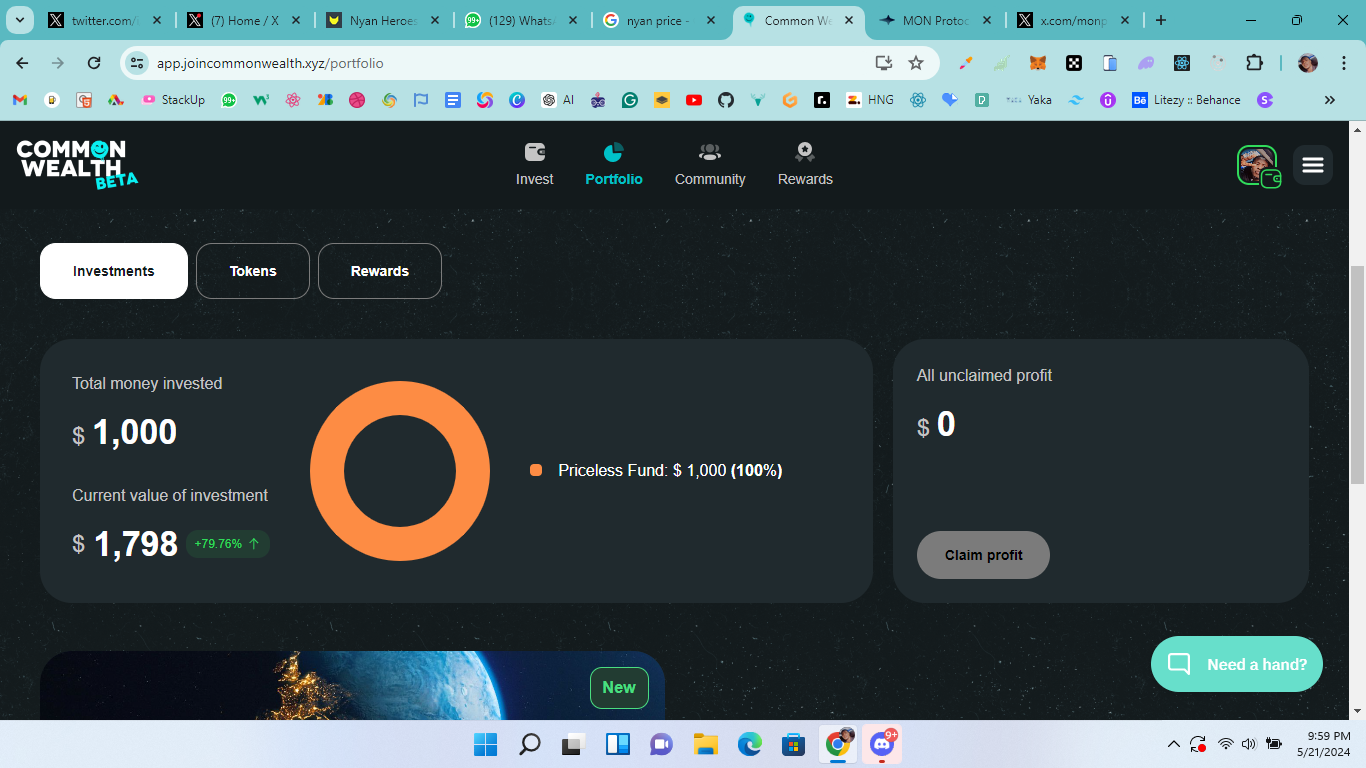 twitter.com/i
(7) Home / X
Nyan Heroes
(129) WhatsA
nyan price -
Common We
MON Protoc
x.com/monp
app.joincommonwealth.xyz/portfolio
StackUp
AI
HNG
Yaka
Litezy :: Behance
COMMON
WEALTH
BETA
Invest
Portfolio
Community
Rewards
Investments
Tokens
Rewards
Total money invested
$ 1,000
Current value of investment
$ 1,798 +79.76% ↑
Priceless Fund: $ 1,000 (100%)
All unclaimed profit
$ 0
Claim profit
New
Need a hand?
9+
9:59 PM
5/21/2024